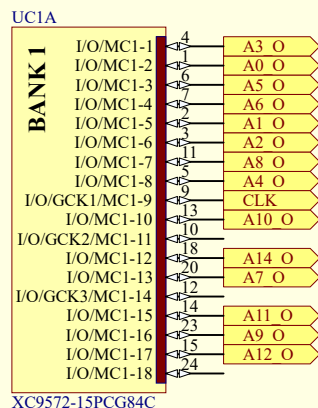 UC1A
BANK 1
I/O/MC1-1 4 A3_O
I/O/MC1-2 1 A0_O
I/O/MC1-3 6 A5_O
I/O/MC1-4 7 A6_O
I/O/MC1-5 2 A1_O
I/O/MC1-6 3 A2_O
I/O/MC1-7 11 A8_O
I/O/MC1-8 5 A4_O
I/O/GCK1/MC1-9 9 CLK
I/O/MC1-10 13 A10_O
I/O/GCK2/MC1-11 10
I/O/MC1-12 18 A14_O
I/O/MC1-13 20 A7_O
I/O/GCK3/MC1-14 12
I/O/MC1-15 14 A11_O
I/O/MC1-16 23 A9_O
I/O/MC1-17 15 A12_O
I/O/MC1-18 24
XC9572-15PCG84C